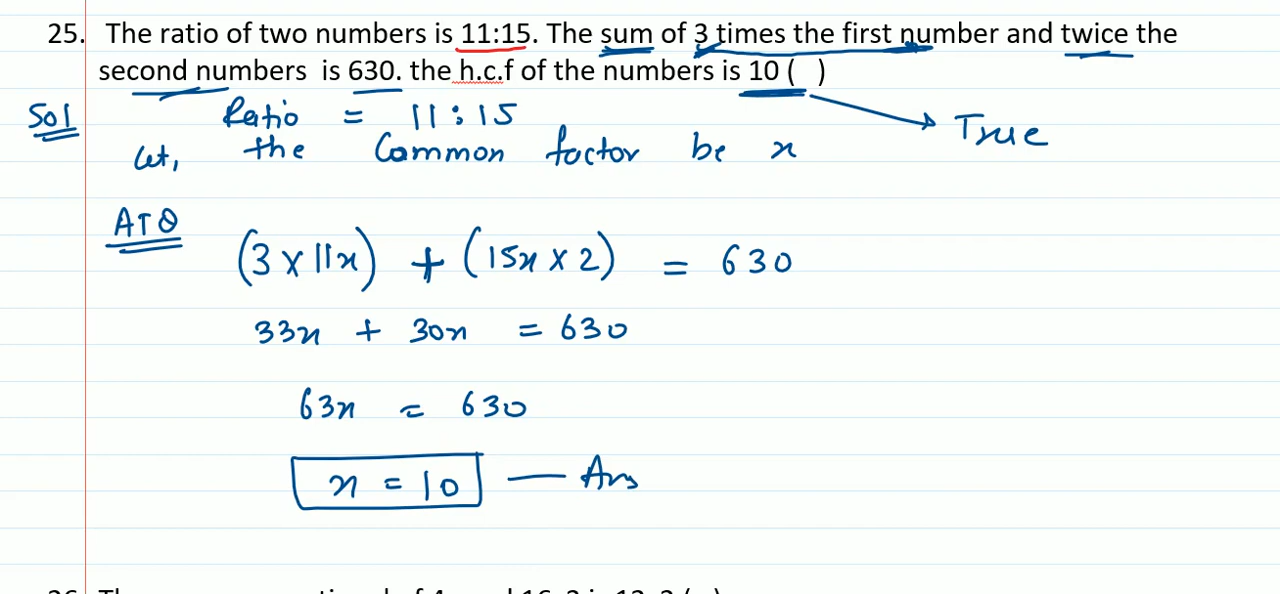 25. The ratio of two numbers is 11:15. The sum of 3 times the first number and twice the
second numbers is 630. the h.c.f of the numbers is 10 ( )
Sol Ratio = 11:15
True
Let, the Common factor be x
ATQ
(3 × 11x) + (15x × 2) = 630
33x + 30x = 630
63x = 630
x = 10 — Ans